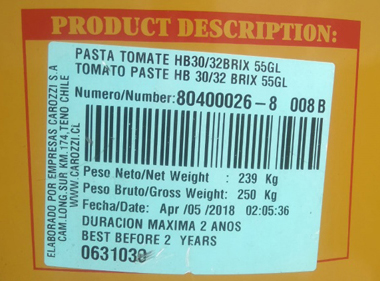 PRODUCT DESCRIPTION:
PASTA TOMATE HB30/32BRIX 55GL
TOMATO PASTE HB 30/32 BRIX 55GL
Numero/Number:80400026-8 008B
Peso Neto/Net Weight : 239 Kg
Peso Bruto/Gross Weight: 250 Kg
Fecha/Date: Apr /05 /2018 02:05:36
DURACION MAXIMA 2 ANOS
BEST BEFORE 2 YEARS
ELABORADO POR EMPRESAS CAROZZI S.A
CAM.LONG.SUR KM.174,TENO CHILE
WWW.CAROZZI.CL